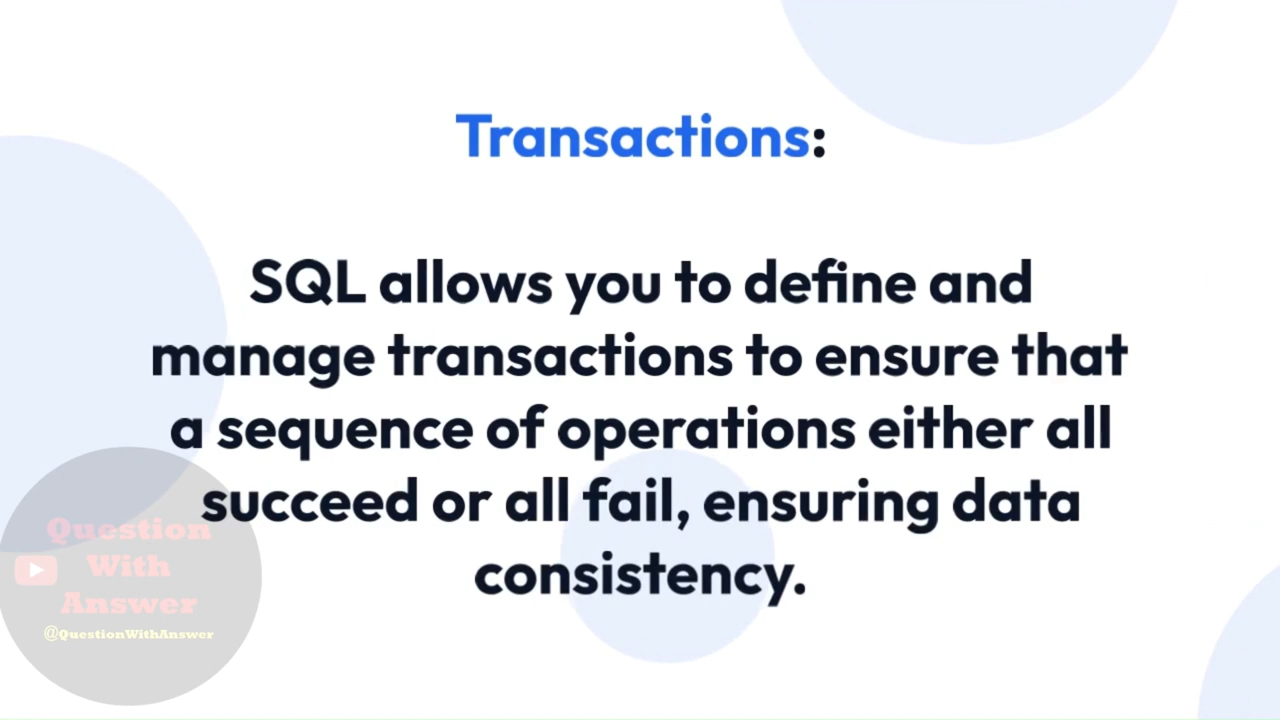 Transactions:
SQL allows you to define and
manage transactions to ensure that
a sequence of operations either all
succeed or all fail, ensuring data
consistency.
Question
With
Answer
@QuestionWithAnswer